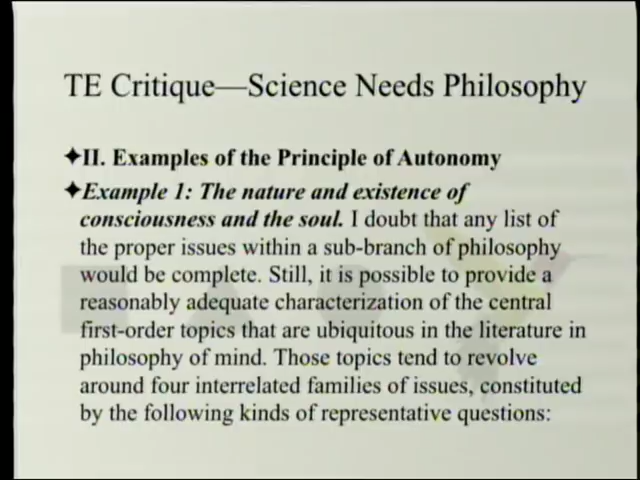 TE Critique—Science Needs Philosophy
✦II. Examples of the Principle of Autonomy
✦Example 1: The nature and existence of
consciousness and the soul. I doubt that any list of
the proper issues within a sub-branch of philosophy
would be complete. Still, it is possible to provide a
reasonably adequate characterization of the central
first-order topics that are ubiquitous in the literature in
philosophy of mind. Those topics tend to revolve
around four interrelated families of issues, constituted
by the following kinds of representative questions: